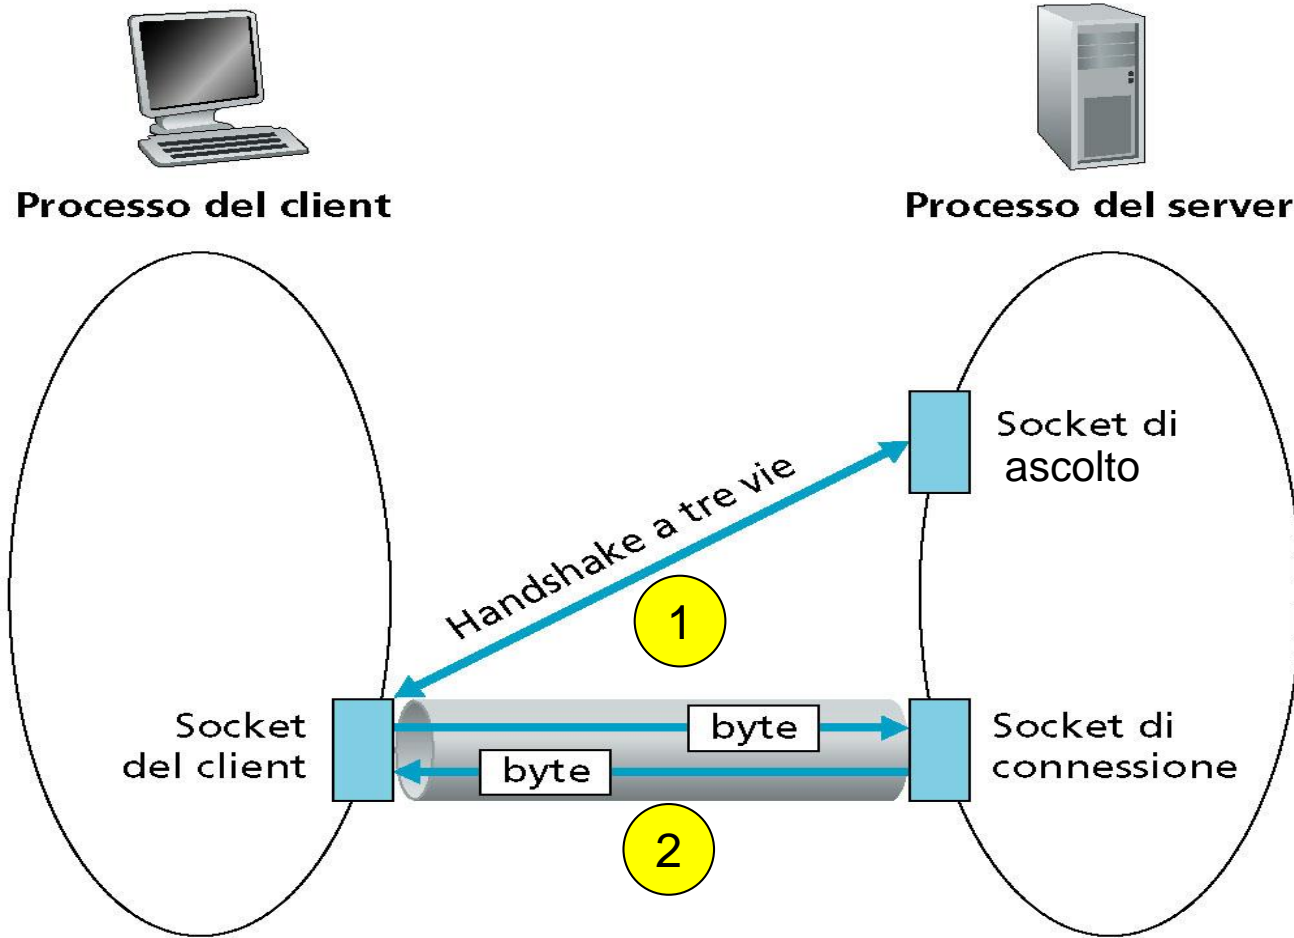 Processo del client
Processo del server
Socket di
ascolto
Handshake a tre vie
1
Socket
del client
byte
byte
Socket di
connessione
2